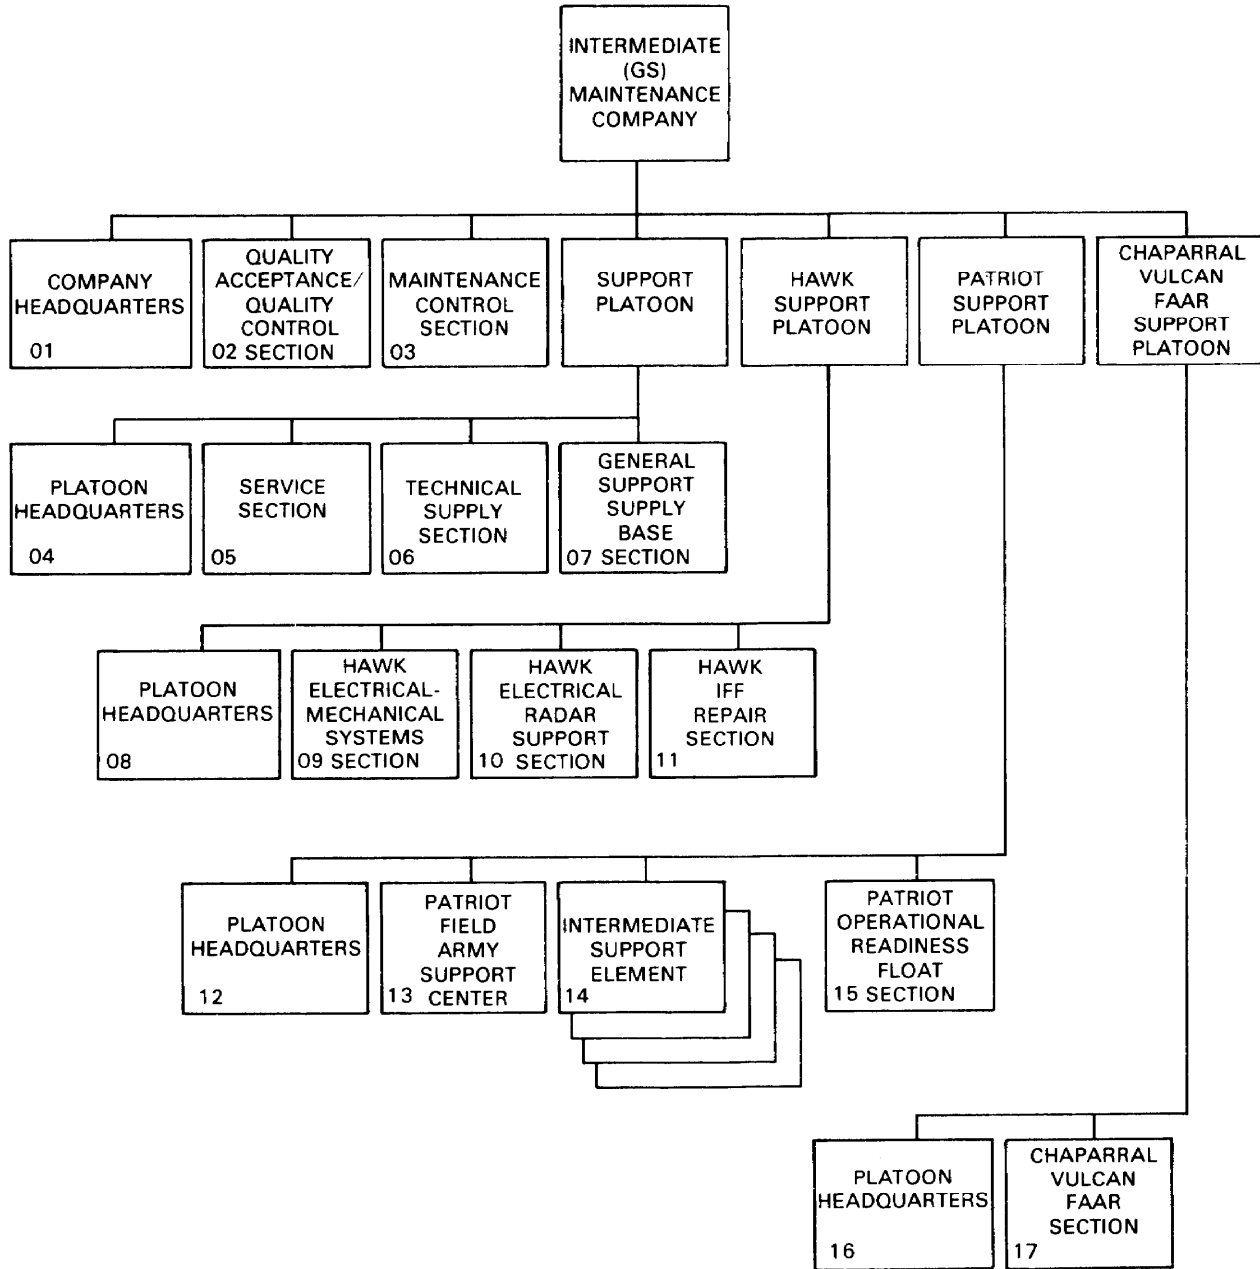 INTERMEDIATE
(GS)
MAINTENANCE
COMPANY
COMPANY
HEADQUARTERS
01
QUALITY
ACCEPTANCE/
QUALITY
CONTROL
02 SECTION
MAINTENANCE
CONTROL
SECTION
03
SUPPORT
PLATOON
HAWK
SUPPORT
PLATOON
PATRIOT
SUPPORT
PLATOON
CHAPARRAL
VULCAN
FAAR
SUPPORT
PLATOON
PLATOON
HEADQUARTERS
04
SERVICE
SECTION
05
TECHNICAL
SUPPLY
SECTION
06
GENERAL
SUPPORT
SUPPLY
BASE
07 SECTION
PLATOON
HEADQUARTERS
08
HAWK
ELECTRICAL-
MECHANICAL
SYSTEMS
09 SECTION
HAWK
ELECTRICAL
RADAR
SUPPORT
10 SECTION
HAWK
IFF
REPAIR
SECTION
11
PLATOON
HEADQUARTERS
12
PATRIOT
FIELD
ARMY
SUPPORT
13 CENTER
INTERMEDIATE
SUPPORT
ELEMENT
14
PATRIOT
OPERATIONAL
READINESS
FLOAT
15 SECTION
PLATOON
HEADQUARTERS
16
CHAPARRAL
VULCAN
FAAR
SECTION
17